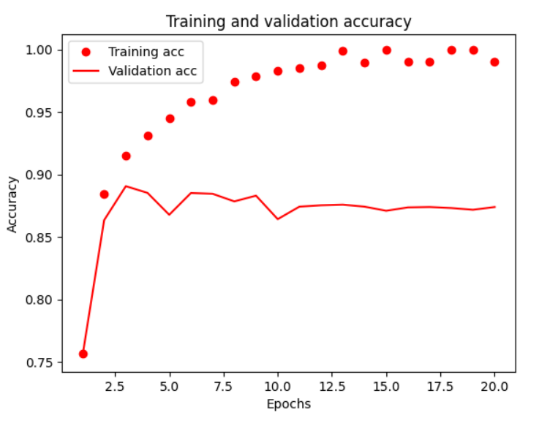 Training and validation accuracy
Training acc
Validation acc
1.00
0.95
0.90
0.85
0.80
0.75
Accuracy
2.5 5.0 7.5 10.0 12.5 15.0 17.5 20.0
Epochs